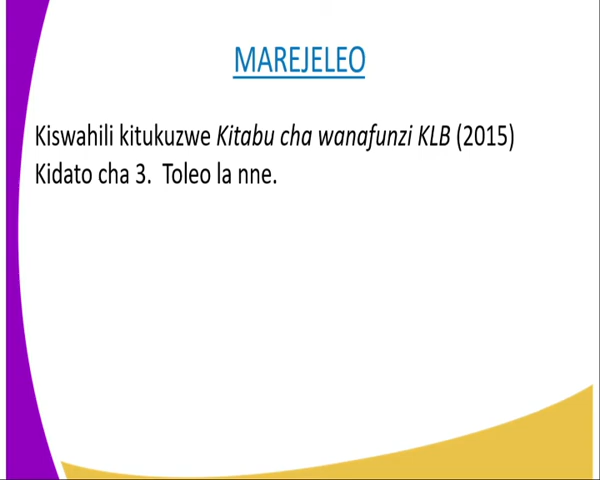 MAREJELEO
Kiswahili kitukuzwe Kitabu cha wanafunzi KLB (2015)
Kidato cha 3.  Toleo la nne.